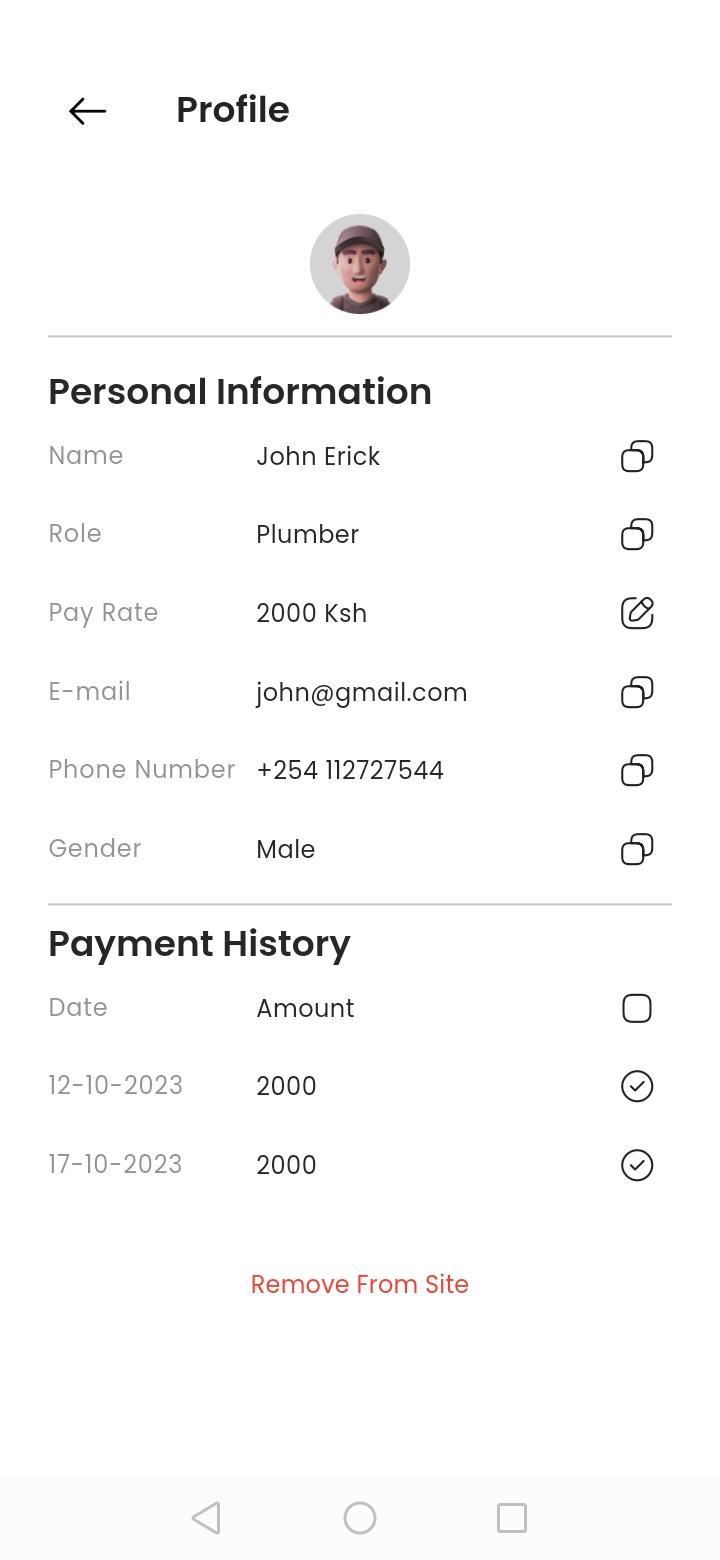 Profile
Personal Information
Name John Erick
Role Plumber
Pay Rate 2000 Ksh
E-mail john@gmail.com
Phone Number +254 112727544
Gender Male
Payment History
Date Amount
12-10-2023 2000
17-10-2023 2000
Remove From Site